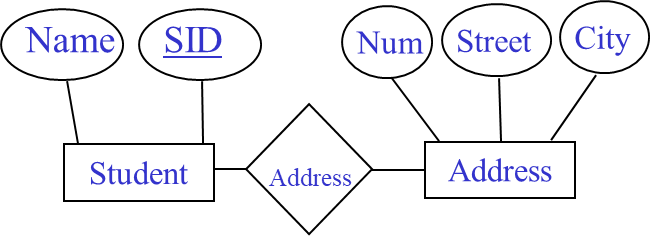 Name
SID
Num
Street
City
Student
Address
Address